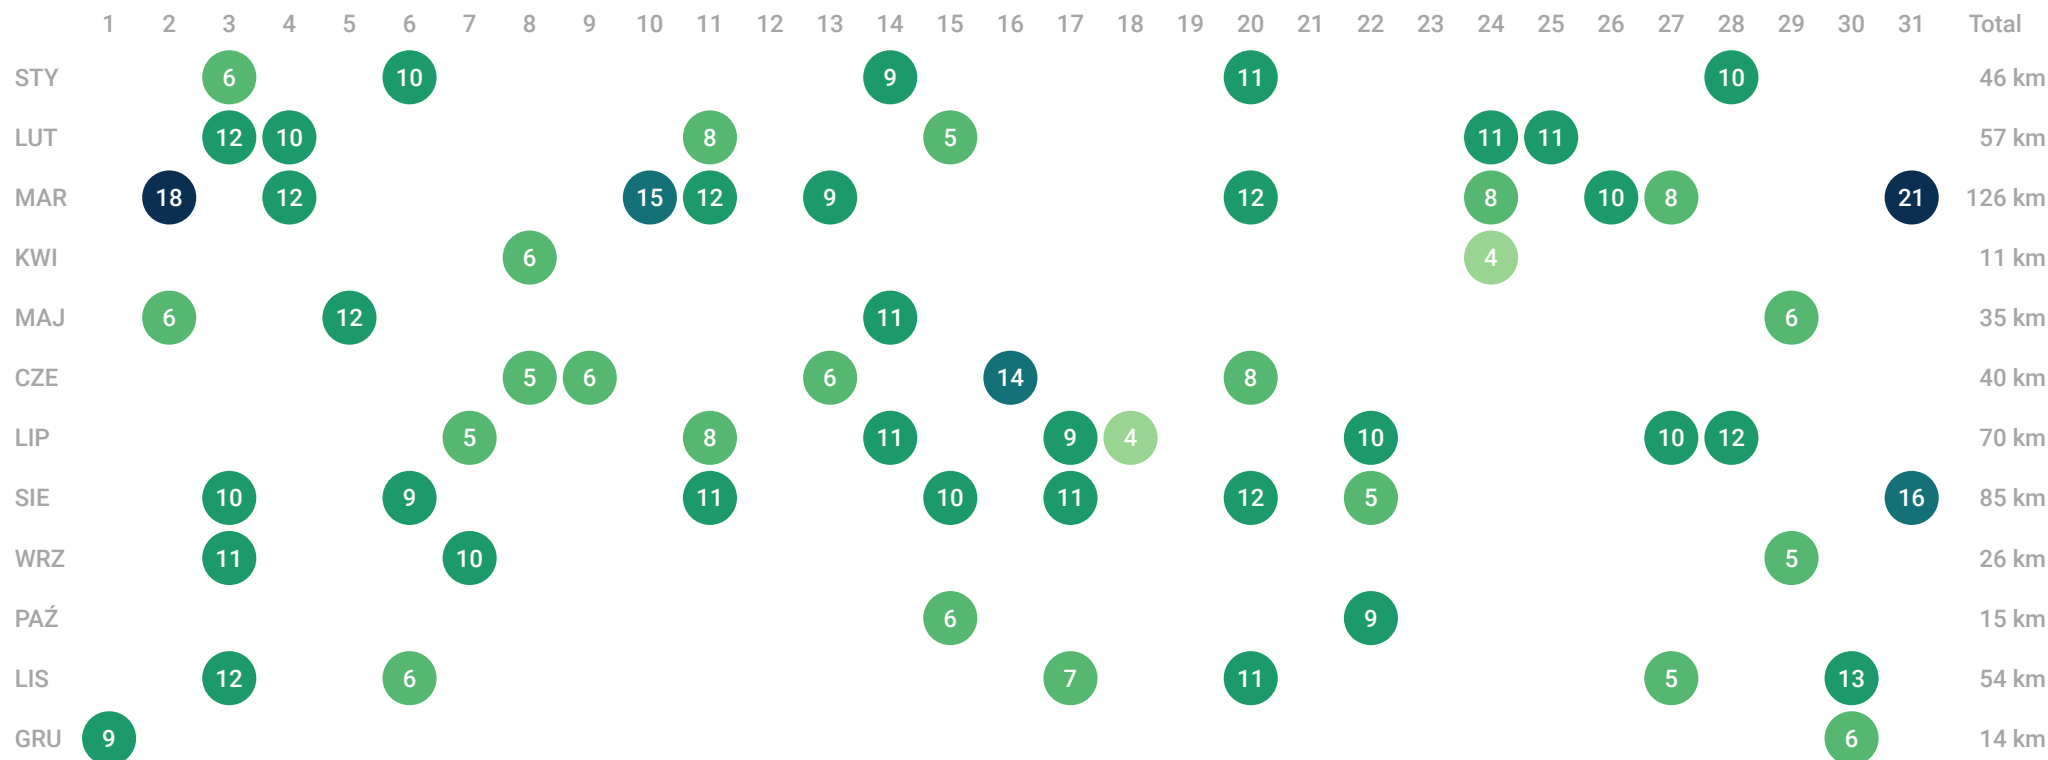 1 2 3 4 5 6 7 8 9 10 11 12 13 14 15 16 17 18 19 20 21 22 23 24 25 26 27 28 29 30 31 Total
STY 6 10 9 11 10 46 km
LUT 12 10 8 5 11 11 57 km
MAR 18 12 15 12 9 12 8 10 8 21 126 km
KWI 6 4 11 km
MAJ 6 12 11 6 35 km
CZE 5 6 6 14 8 40 km
LIP 5 8 11 9 4 10 10 12 70 km
SIE 10 9 11 10 11 12 5 16 85 km
WRZ 11 10 5 26 km
PAŹ 6 9 15 km
LIS 12 6 7 11 5 13 54 km
GRU 9 6 14 km